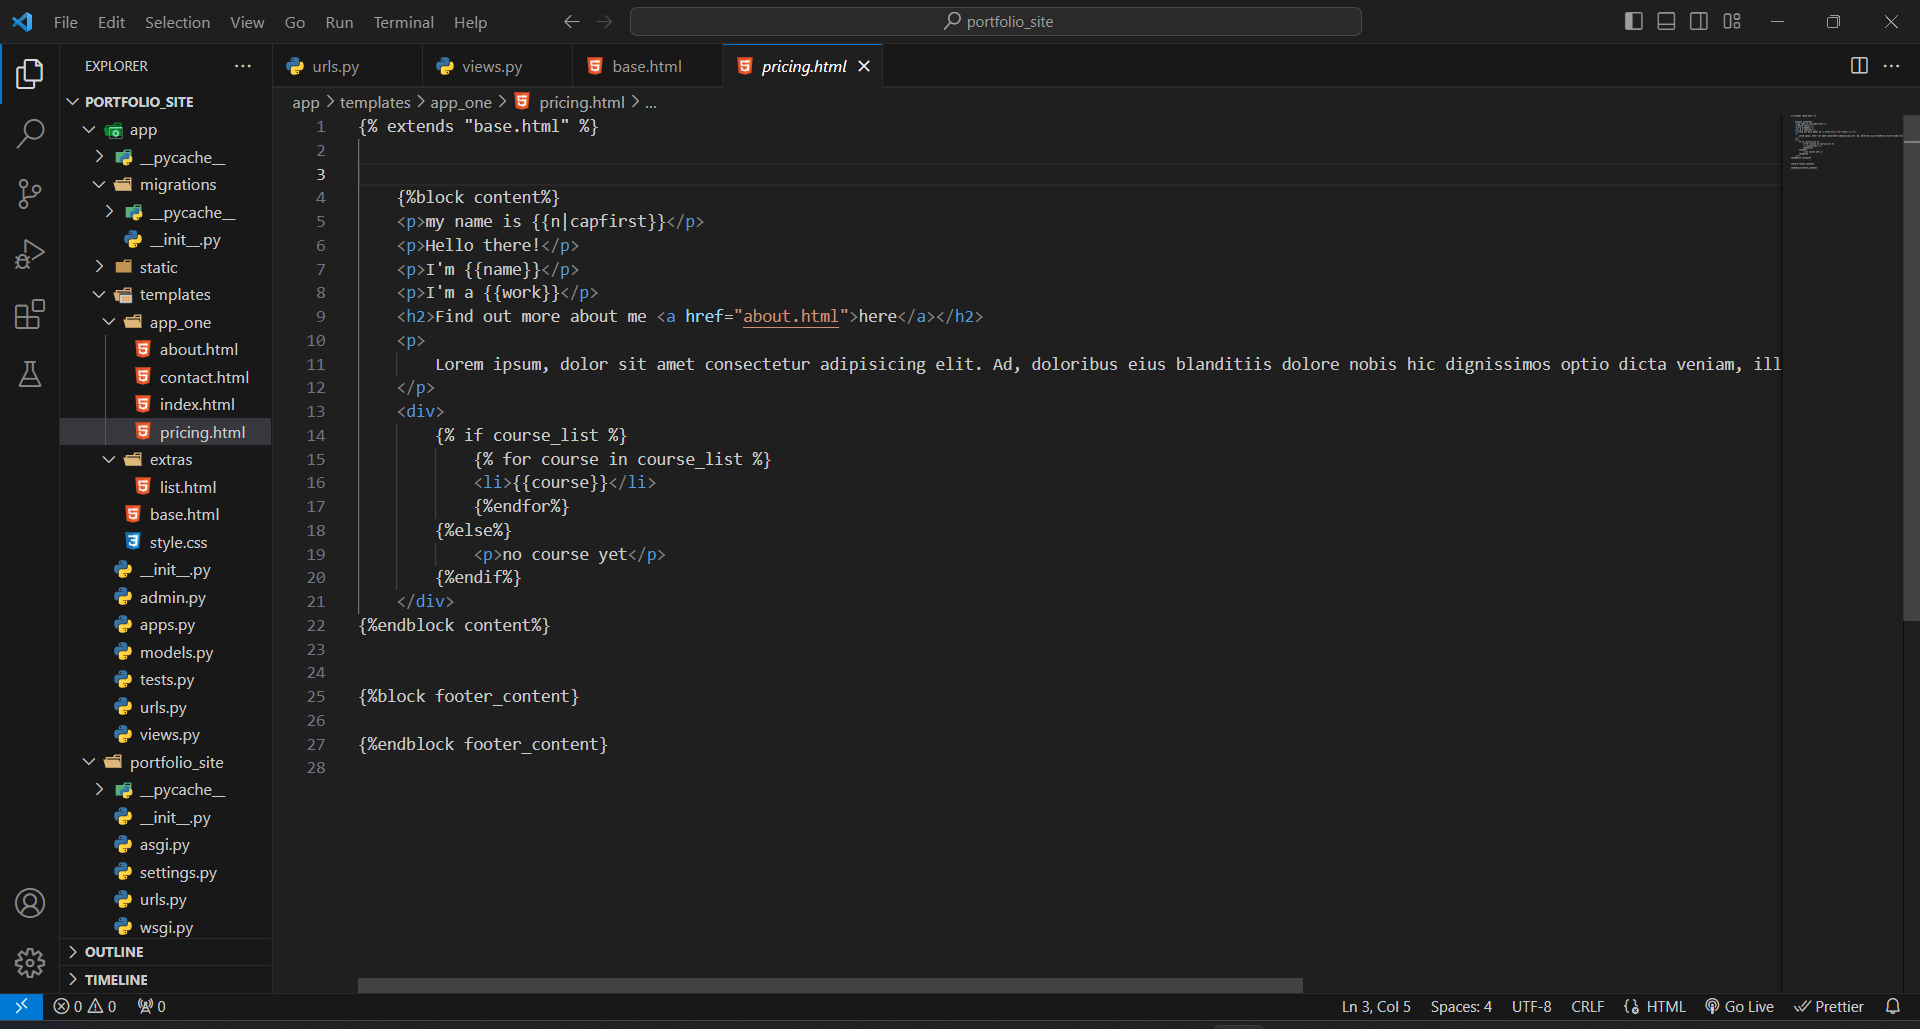 File Edit Selection View Go Run Terminal Help
portfolio_site
EXPLORER
PORTFOLIO_SITE
app
__pycache__
migrations
__pycache__
__init__.py
static
templates
app_one
about.html
contact.html
index.html
pricing.html
extras
list.html
base.html
style.css
__init__.py
admin.py
apps.py
models.py
tests.py
urls.py
views.py
portfolio_site
__pycache__
__init__.py
asgi.py
settings.py
urls.py
wsgi.py
OUTLINE
TIMELINE
urls.py views.py base.html pricing.html
app > templates > app_one > pricing.html > ...
1 {% extends "base.html" %}
2
3
4 {%block content%}
5 <p>my name is {{n|capfirst}}</p>
6 <p>Hello there!</p>
7 <p>I'm {{name}}</p>
8 <p>I'm a {{work}}</p>
9 <h2>Find out more about me <a href="about.html">here</a></h2>
10 <p>
11 Lorem ipsum, dolor sit amet consectetur adipisicing elit. Ad, doloribus eius blanditiis dolore nobis hic dignissimos optio dicta veniam, ill
12 </p>
13 <div>
14 {% if course_list %}
15 {% for course in course_list %}
16 <li>{{course}}</li>
17 {%endfor%}
18 {%else%}
19 <p>no course yet</p>
20 {%endif%}
21 </div>
22 {%endblock content%}
23
24
25 {%block footer_content}
26
27 {%endblock footer_content}
28
0 0 0 Ln 3, Col 5 Spaces: 4 UTF-8 CRLF HTML Go Live Prettier